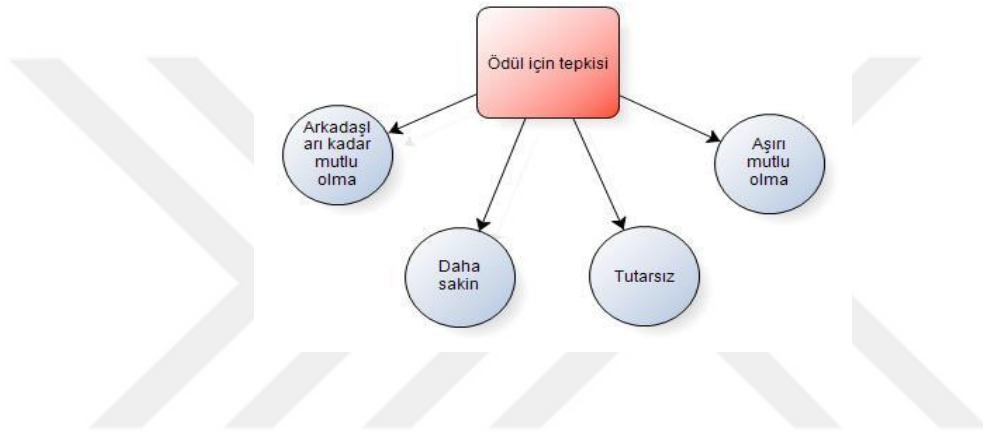 Ödül için tepkisi
Arkadaşl
arı kadar
mutlu
olma
Aşırı
mutlu
olma
Daha
sakin
Tutarsız